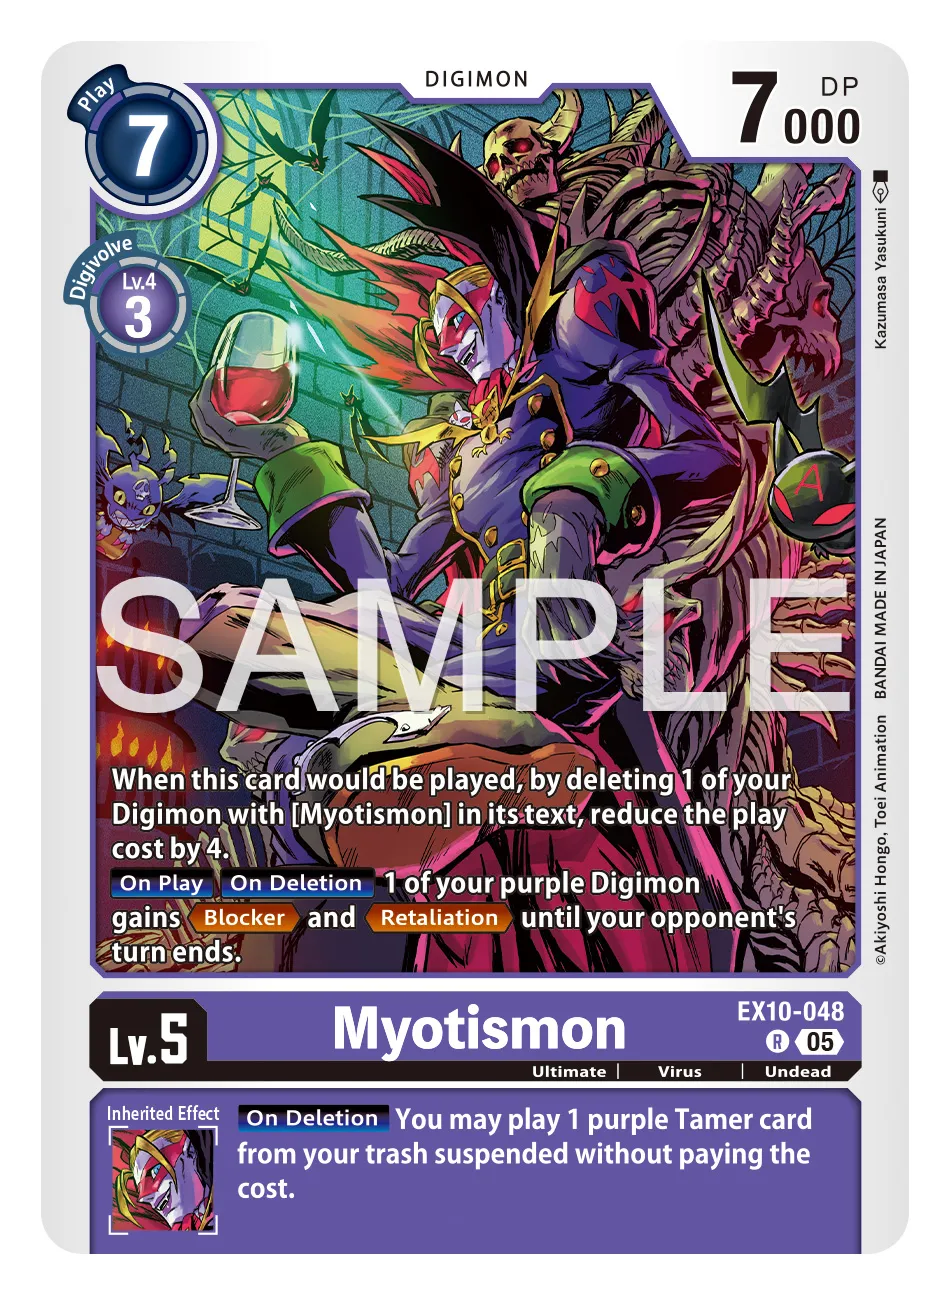 DIGIMON
Play
7
7000
DP
Digivolve
Lv.4
3
Kazumasa Yasukuni
A
BANDAI MADE IN JAPAN
©Akiyoshi Hongo, Toei Animation
SAMPLE
When this card would be played, by deleting 1 of your
Digimon with [Myotismon] in its text, reduce the play
cost by 4.
On Play On Deletion 1 of your purple Digimon
gains Blocker and Retaliation until your opponent's
turn ends.
Lv.5
Myotismon
EX10-048
R 05
Ultimate | Virus | Undead
Inherited Effect
On Deletion You may play 1 purple Tamer card
from your trash suspended without paying the
cost.